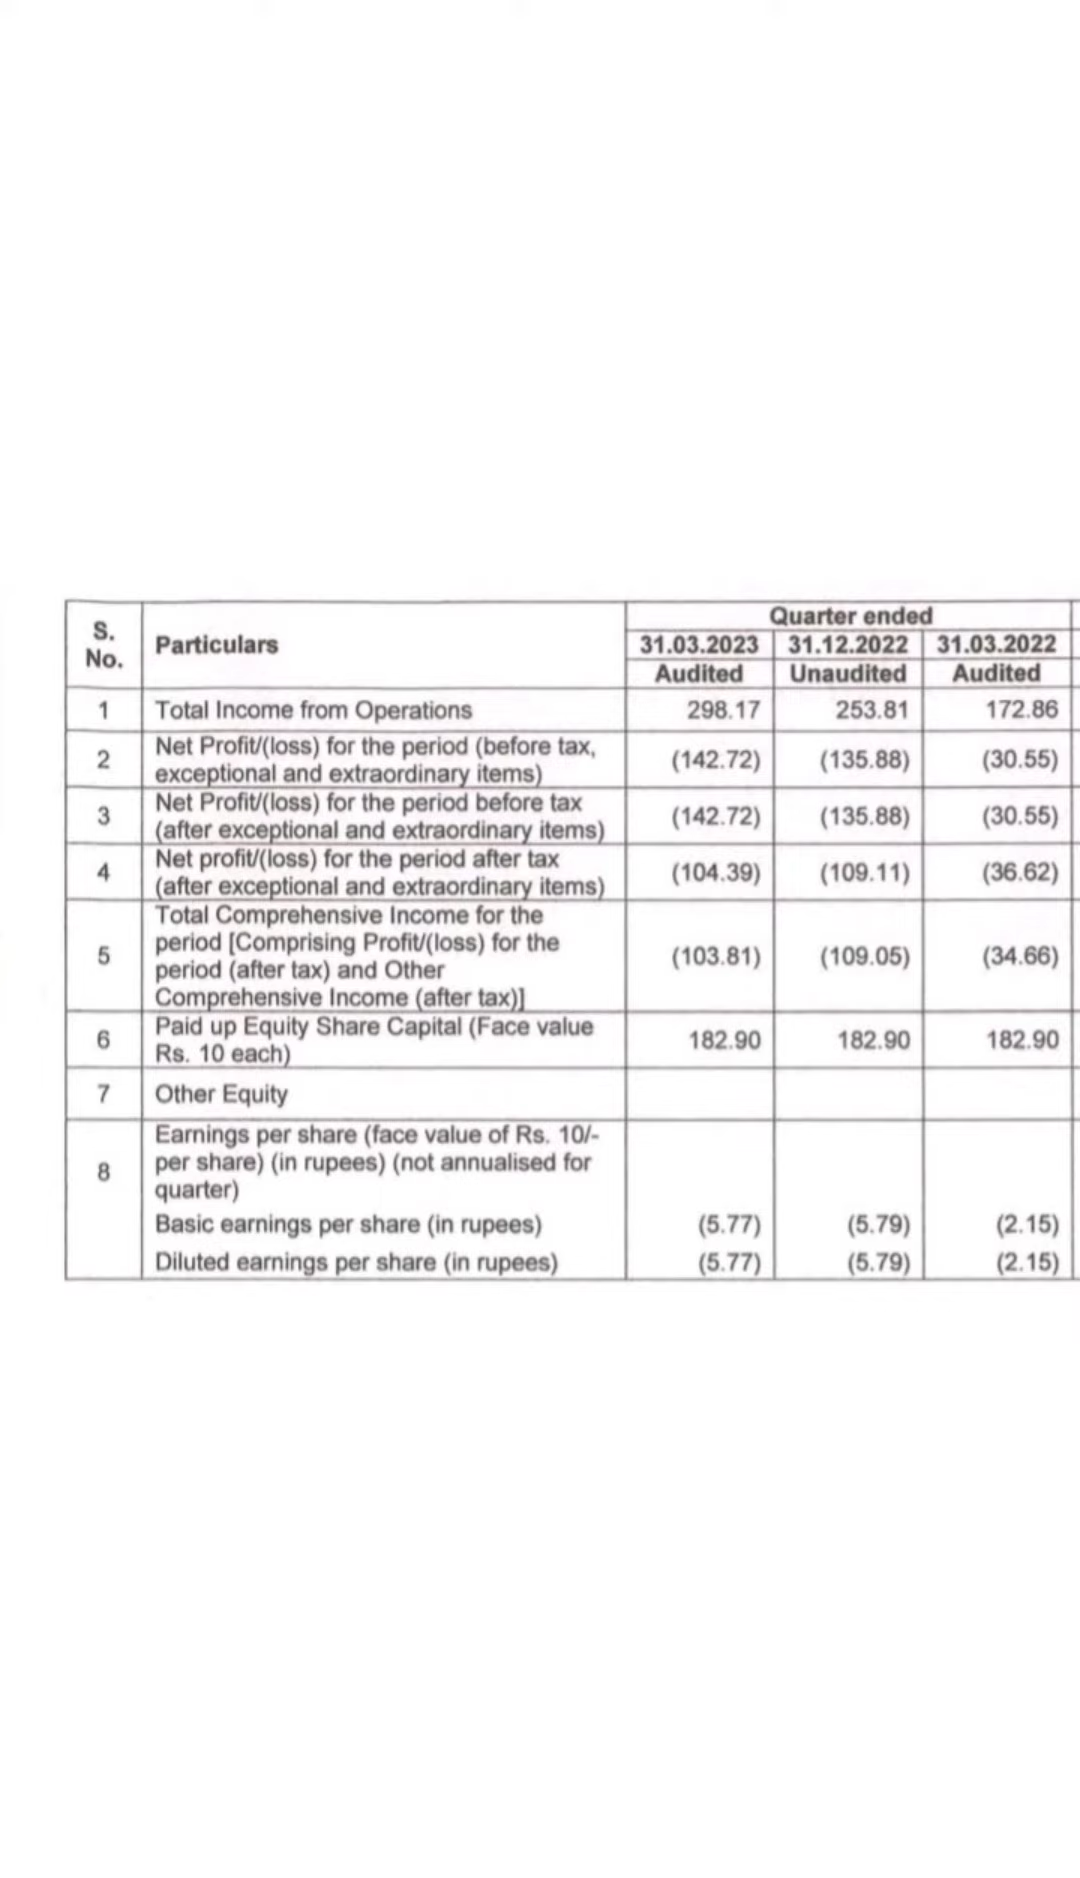 S. No. Particulars Quarter ended
31.03.2023 31.12.2022 31.03.2022
Audited Unaudited Audited
1 Total Income from Operations 298.17 253.81 172.86
2 Net Profit/(loss) for the period (before tax,
exceptional and extraordinary items) (142.72) (135.88) (30.55)
3 Net Profit/(loss) for the period before tax
(after exceptional and extraordinary items) (142.72) (135.88) (30.55)
4 Net profit/(loss) for the period after tax
(after exceptional and extraordinary items) (104.39) (109.11) (36.62)
5 Total Comprehensive Income for the
period [Comprising Profit/(loss) for the
period (after tax) and Other
Comprehensive Income (after tax)] (103.81) (109.05) (34.66)
6 Paid up Equity Share Capital (Face value
Rs. 10 each) 182.90 182.90 182.90
7 Other Equity
8 Earnings per share (face value of Rs. 10/-
per share) (in rupees) (not annualised for
quarter)
Basic earnings per share (in rupees) (5.77) (5.79) (2.15)
Diluted earnings per share (in rupees) (5.77) (5.79) (2.15)